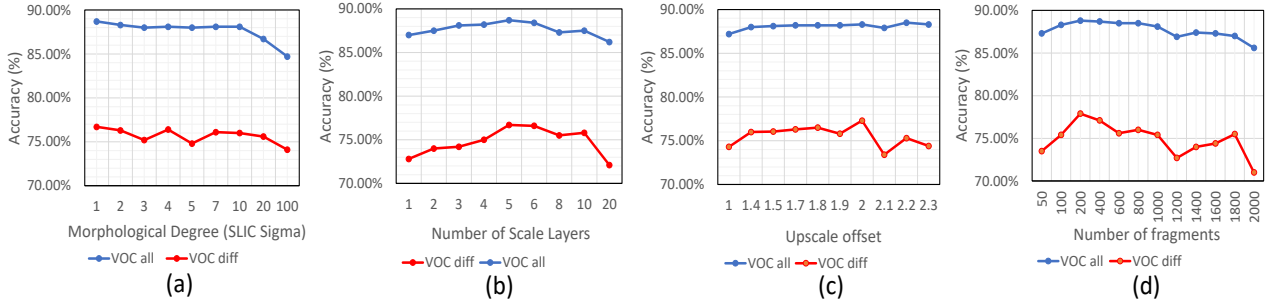 90.00%
85.00%
80.00%
75.00%
70.00%
Accuracy (%)
1 2 3 4 5 7 10 20 100
Morphological Degree (SLIC Sigma)
VOC all VOC diff
(a)
90.00%
85.00%
80.00%
75.00%
70.00%
Accuracy (%)
1 2 3 4 5 6 8 10 20
Number of Scale Layers
VOC diff VOC all
(b)
90.00%
85.00%
80.00%
75.00%
70.00%
Accuracy (%)
1 1.4 1.5 1.7 1.8 1.9 2 2.1 2.2 2.3
Upscale offset
VOC all VOC diff
(c)
90.00%
85.00%
80.00%
75.00%
70.00%
Accuracy (%)
50 100 200 400 600 800 1000 1200 1400 1600 1800 2000
Number of fragments
VOC all VOC diff
(d)